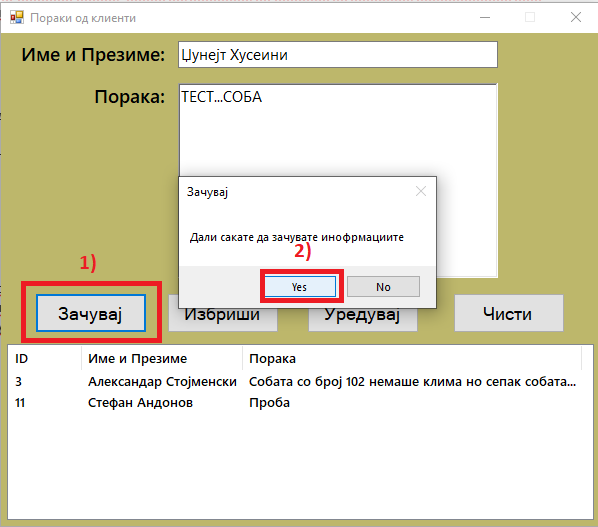 Пораки од клиенти
Име и Презиме: Џунејт Хусеини
Порака: ТЕСТ...СОБА
Зачувај
Дали сакате да зачувате инофрмациите
2)
1)
Yes No
Зачувај Избриши Уредувај Чисти
ID Име и Презиме Порака
3 Александар Стојменски Собата со број 102 немаше клима но сепак собата...
11 Стефан Андонов Проба